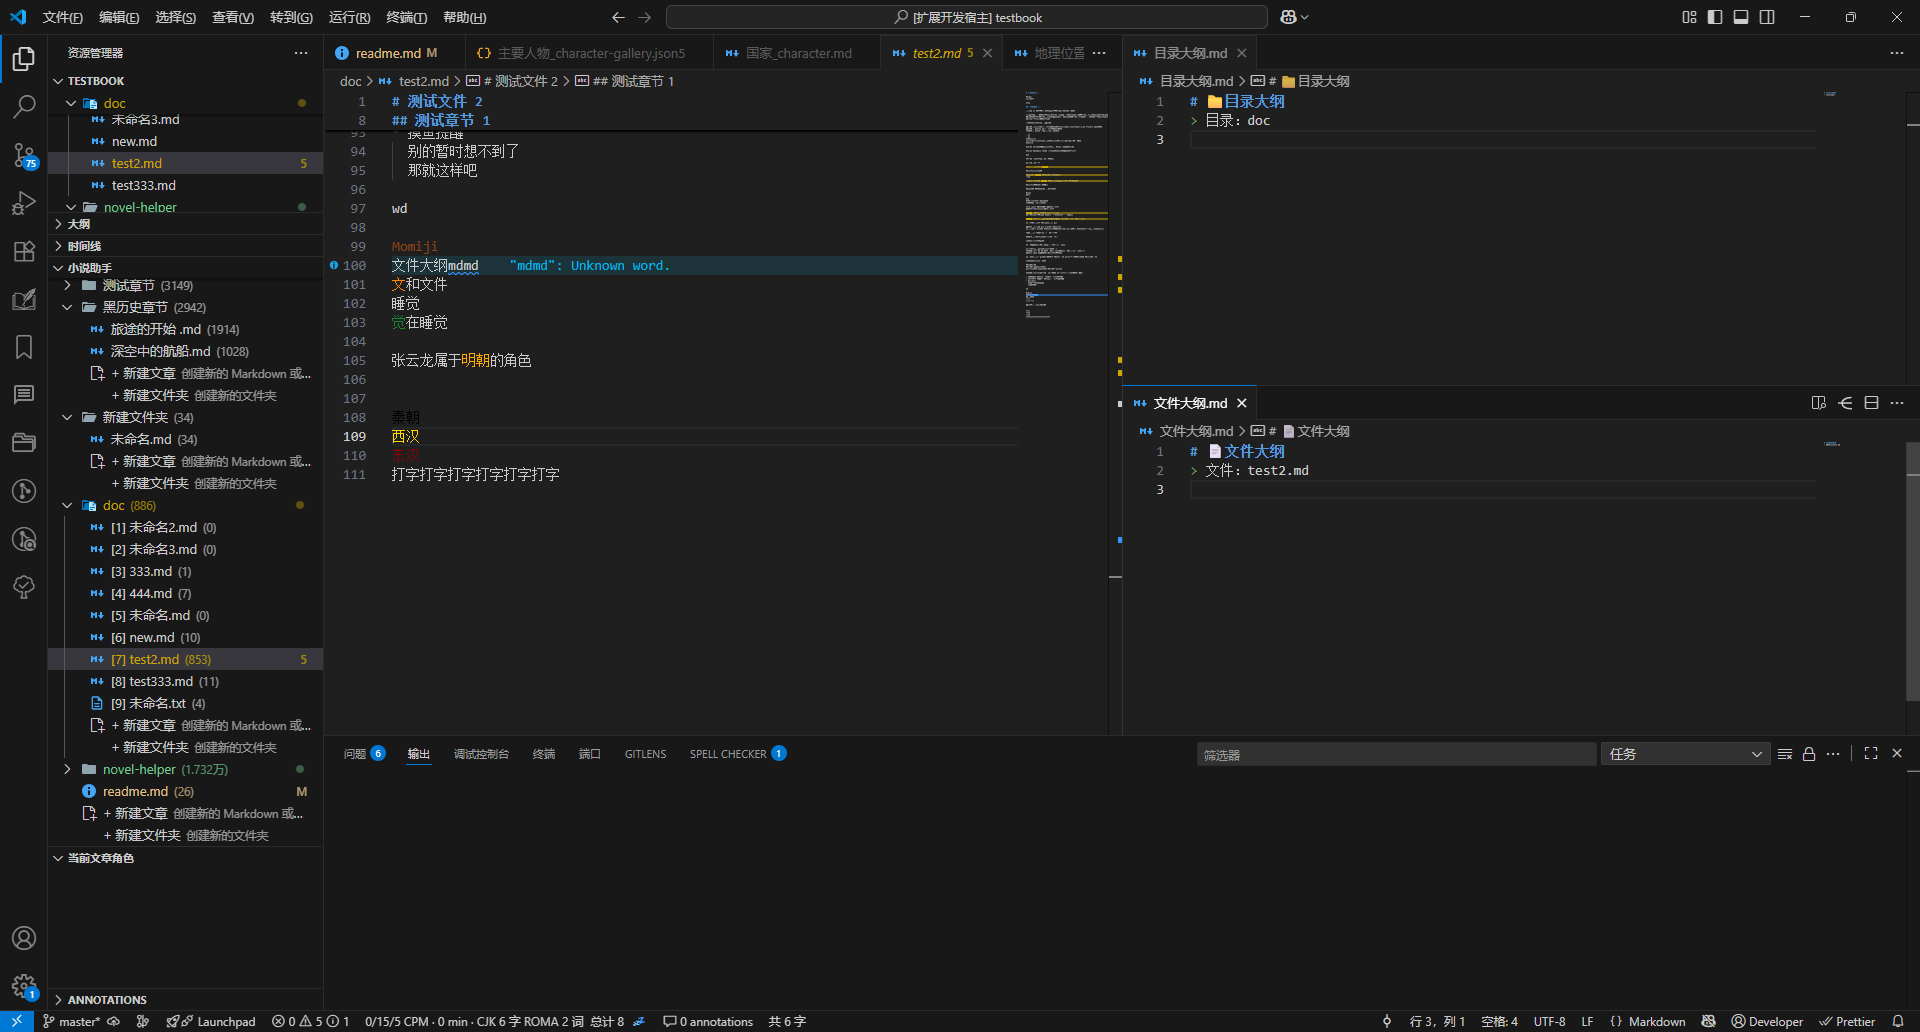 文件(F) 编辑(E) 选择(S) 查看(V) 转到(G) 运行(R) 终端(T) 帮助(H)
[扩展开发宿主] testbook
资源管理器
TESTBOOK
doc
未命名3.md
new.md
test2.md 5
test333.md
novel-helper
大纲
时间线
小说助手
测试章节 (3149)
黑历史章节 (2942)
旅途的开始 .md (1914)
深空中的航船.md (1028)
+ 新建文章 创建新的 Markdown 或...
+ 新建文件夹 创建新的文件夹
新建文件夹 (34)
未命名.md (34)
+ 新建文章 创建新的 Markdown 或...
+ 新建文件夹 创建新的文件夹
doc (886)
[1] 未命名2.md (0)
[2] 未命名3.md (0)
[3] 333.md (1)
[4] 444.md (7)
[5] 未命名.md (0)
[6] new.md (10)
[7] test2.md (853) 5
[8] test333.md (11)
[9] 未命名.txt (4)
+ 新建文章 创建新的 Markdown 或...
+ 新建文件夹 创建新的文件夹
novel-helper (1.732万)
readme.md (26) M
+ 新建文章 创建新的 Markdown 或...
+ 新建文件夹 创建新的文件夹
当前文章角色
ANNOTATIONS
75
1
readme.md M 主要人物_character-gallery.json5 国家_character.md test2.md 5 地理位置
doc > test2.md > # 测试文件 2 > ## 测试章节 1
1 # 测试文件 2
8 ## 测试章节 1
93 摸鱼提醒
94 别的暂时想不到了
95 那就这样吧
96
97 wd
98
99 Momiji
100 文件大纲mdmd "mdmd": Unknown word.
101 文和文件
102 睡觉
103 觉在睡觉
104
105 张云龙属于明朝的角色
106
107
108 秦朝
109 西汉
110 东汉
111 打字打字打字打字打字打字
目录大纲.md
目录大纲.md > # 📁目录大纲
1 # 📁目录大纲
2 > 目录: doc
3
文件大纲.md
文件大纲.md > # 📄文件大纲
1 # 📄文件大纲
2 > 文件: test2.md
3
问题 6 输出 调试控制台 终端 端口 GITLENS SPELL CHECKER 1
筛选器
任务
master* Launchpad 0 5 1 0/15/5 CPM · 0 min · CJK 6 字 ROMA 2 词 总计 8 0 annotations 共 6 字
行 3, 列 1 空格: 4 UTF-8 LF {} Markdown Developer Prettier